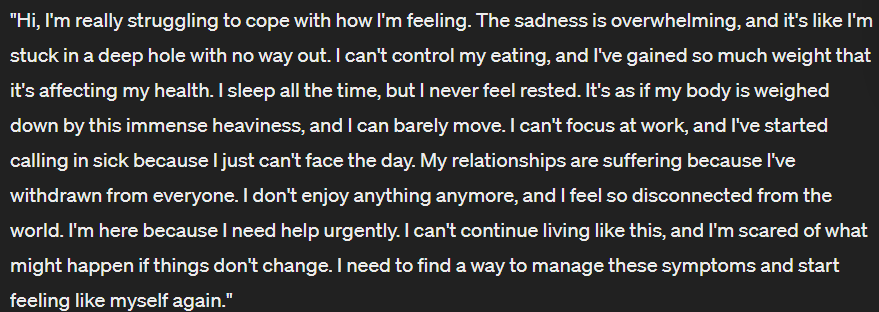 "Hi, I'm really struggling to cope with how I'm feeling. The sadness is overwhelming, and it's like I'm
stuck in a deep hole with no way out. I can't control my eating, and I've gained so much weight that
it's affecting my health. I sleep all the time, but I never feel rested. It's as if my body is weighed
down by this immense heaviness, and I can barely move. I can't focus at work, and I've started
calling in sick because I just can't face the day. My relationships are suffering because I've
withdrawn from everyone. I don't enjoy anything anymore, and I feel so disconnected from the
world. I'm here because I need help urgently. I can't continue living like this, and I'm scared of what
might happen if things don't change. I need to find a way to manage these symptoms and start
feeling like myself again."